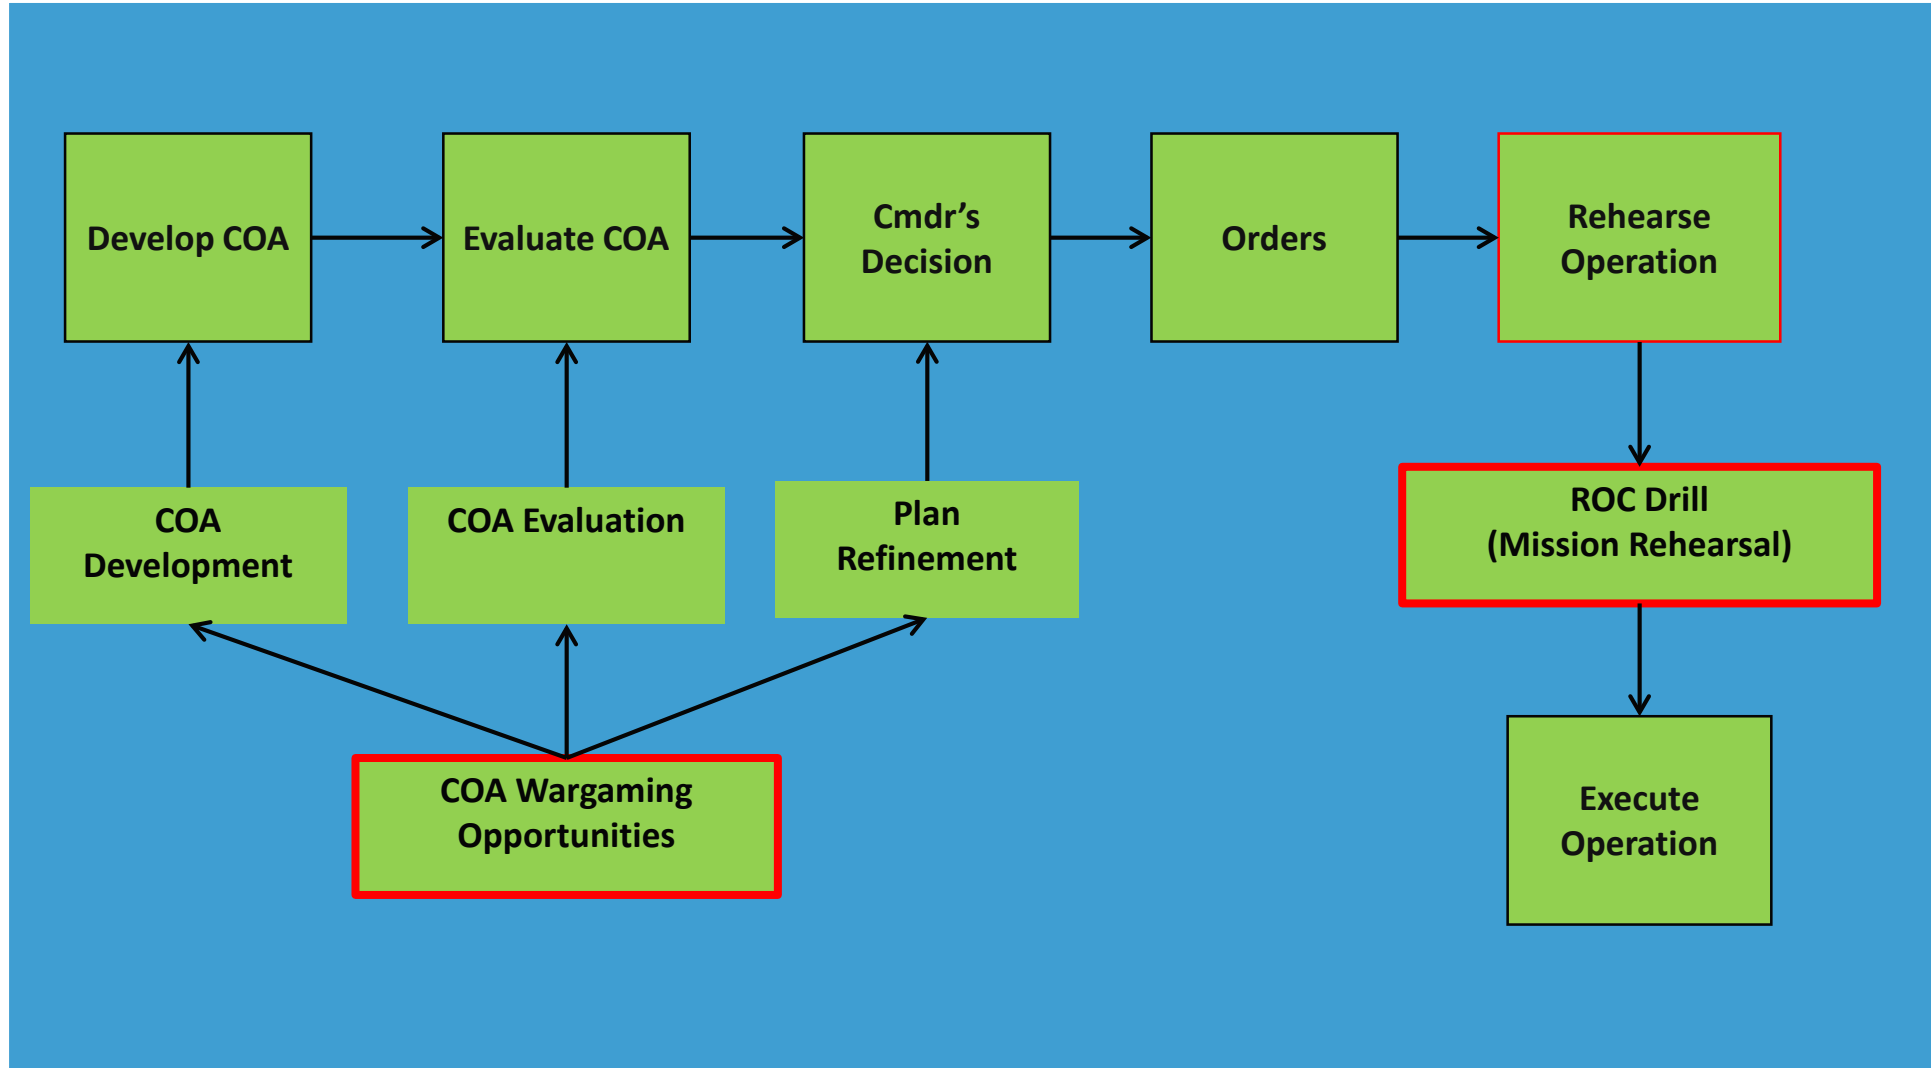 Develop COA
Evaluate COA
Cmdr’s
Decision
Orders
Rehearse
Operation
COA
Development
COA Evaluation
Plan
Refinement
ROC Drill
(Mission Rehearsal)
COA Wargaming
Opportunities
Execute
Operation